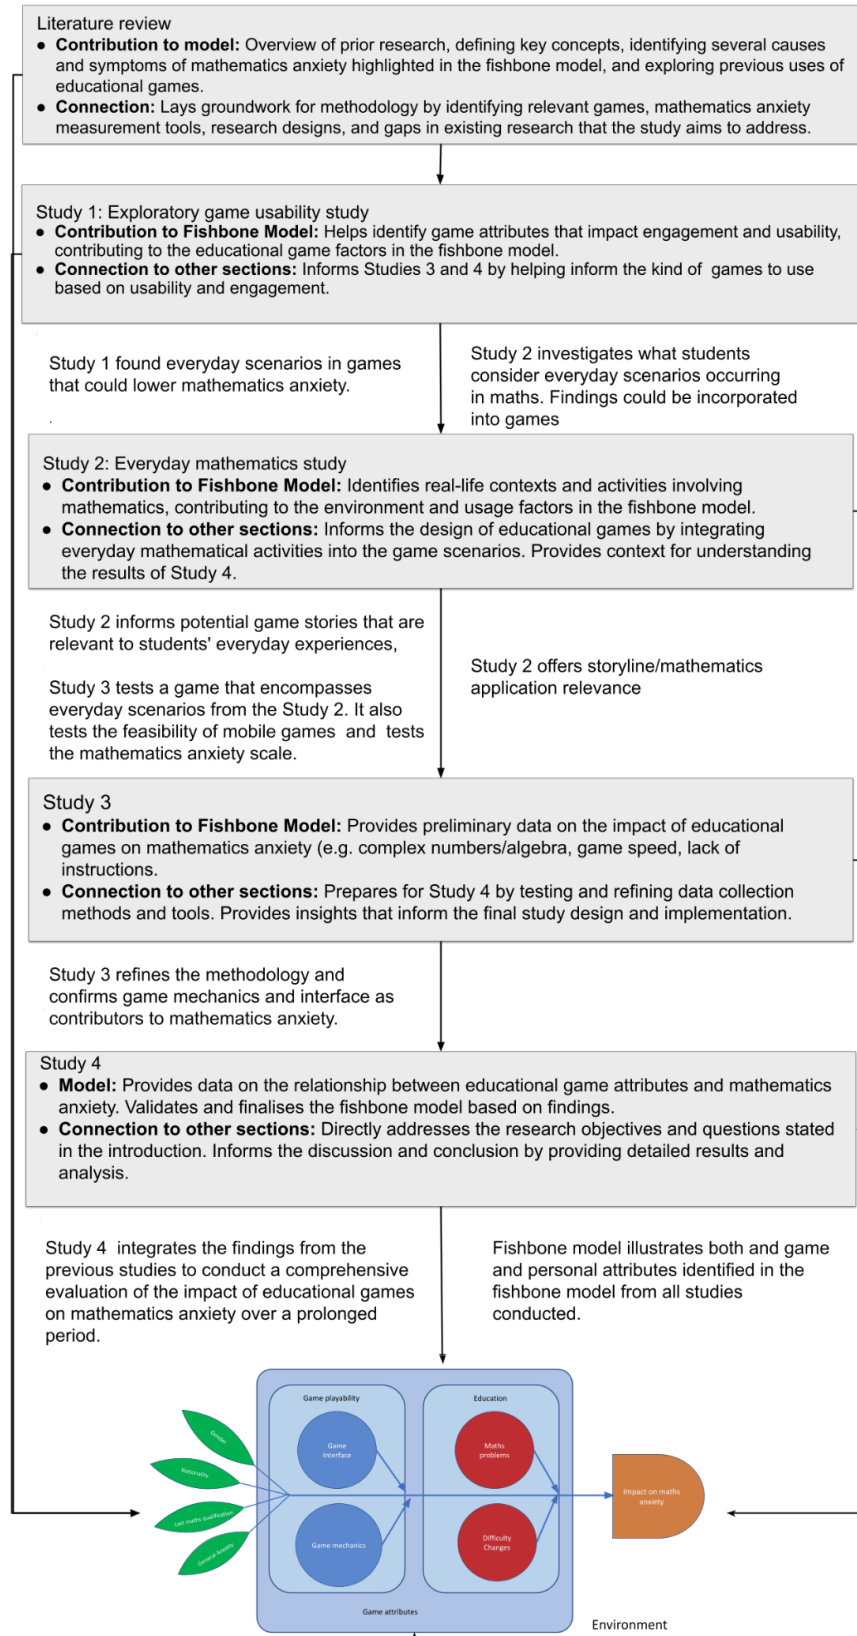 Literature review
● Contribution to model: Overview of prior research, defining key concepts, identifying several causes
and symptoms of mathematics anxiety highlighted in the fishbone model, and exploring previous uses of
educational games.
● Connection: Lays groundwork for methodology by identifying relevant games, mathematics anxiety
measurement tools, research designs, and gaps in existing research that the study aims to address.
Study 1: Exploratory game usability study
● Contribution to Fishbone Model: Helps identify game attributes that impact engagement and usability,
contributing to the educational game factors in the fishbone model.
● Connection to other sections: Informs Studies 3 and 4 by helping inform the kind of games to use
based on usability and engagement.
Study 1 found everyday scenarios in games
that could lower mathematics anxiety.
.
Study 2 investigates what students
consider everyday scenarios occurring
in maths. Findings could be incorporated
into games
Study 2: Everyday mathematics study
● Contribution to Fishbone Model: Identifies real-life contexts and activities involving
mathematics, contributing to the environment and usage factors in the fishbone model.
● Connection to other sections: Informs the design of educational games by integrating
everyday mathematical activities into the game scenarios. Provides context for understanding
the results of Study 4.
Study 2 informs potential game stories that are
relevant to students' everyday experiences,
Study 3 tests a game that encompasses
everyday scenarios from the Study 2. It also
tests the feasibility of mobile games and tests
the mathematics anxiety scale.
Study 2 offers storyline/mathematics
application relevance
Study 3
● Contribution to Fishbone Model: Provides preliminary data on the impact of educational
games on mathematics anxiety (e.g. complex numbers/algebra, game speed, lack of
instructions.
● Connection to other sections: Prepares for Study 4 by testing and refining data collection
methods and tools. Provides insights that inform the final study design and implementation.
Study 3 refines the methodology and
confirms game mechanics and interface as
contributors to mathematics anxiety.
Study 4
● Model: Provides data on the relationship between educational game attributes and mathematics
anxiety. Validates and finalises the fishbone model based on findings.
● Connection to other sections: Directly addresses the research objectives and questions stated
in the introduction. Informs the discussion and conclusion by providing detailed results and
analysis.
Study 4 integrates the findings from the
previous studies to conduct a comprehensive
evaluation of the impact of educational games
on mathematics anxiety over a prolonged
period.
Fishbone model illustrates both and game
and personal attributes identified in the
fishbone model from all studies
conducted.
Game playability
Education
Gender
Nationality
Last maths qualification
General Anxiety
Game
Interface
Game mechanics
Maths
problems
Difficulty
Changes
Impact on maths
anxiety
Game attributes
Environment